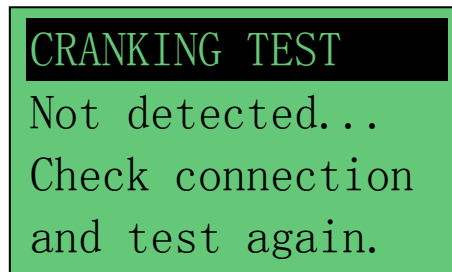 CRANKING TEST
Not detected...
Check connection
and test again.